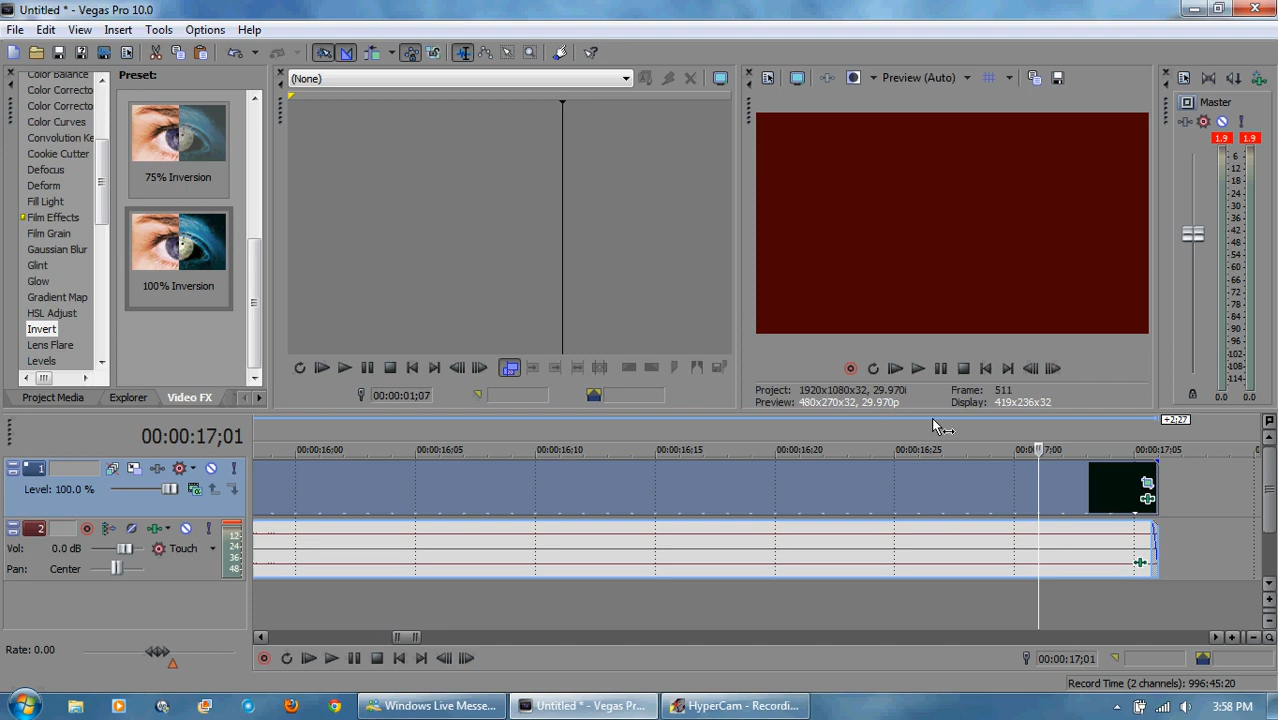 Untitled * - Vegas Pro 10.0
File Edit View Insert Tools Options Help
Color Balance
Color Corrector
Color Corrector
Color Curves
Convolution Ke
Cookie Cutter
Defocus
Deform
Fill Light
Film Effects
Film Grain
Gaussian Blur
Glint
Glow
Gradient Map
HSL Adjust
Invert
Lens Flare
Levels
Preset:
75% Inversion
100% Inversion
Project Media Explorer Video FX
(None)
00:00:01;07
Preview (Auto)
Project: 1920x1080x32, 29.970i Frame: 511
Preview: 480x270x32, 29.970p Display: 419x236x32
Master
1.9 1.9
6
12
18
24
30
36
42
48
54
60
66
72
78
84
90
96
102
108
114
0.0 0.0
00:00:17;01
+2;27
00:00:16;00 00:00:16;05 00:00:16;10 00:00:16;15 00:00:16;20 00:00:16;25 00:00:17;00 00:00:17;05
1
Level: 100.0 %
2
Vol: 0.0 dB Touch
Pan: Center
12
24
36
48
Rate: 0.00
00:00:17;01
Record Time (2 channels): 996:45:20
Windows Live Messe... Untitled * - Vegas Pr... HyperCam - Recordi... 3:58 PM